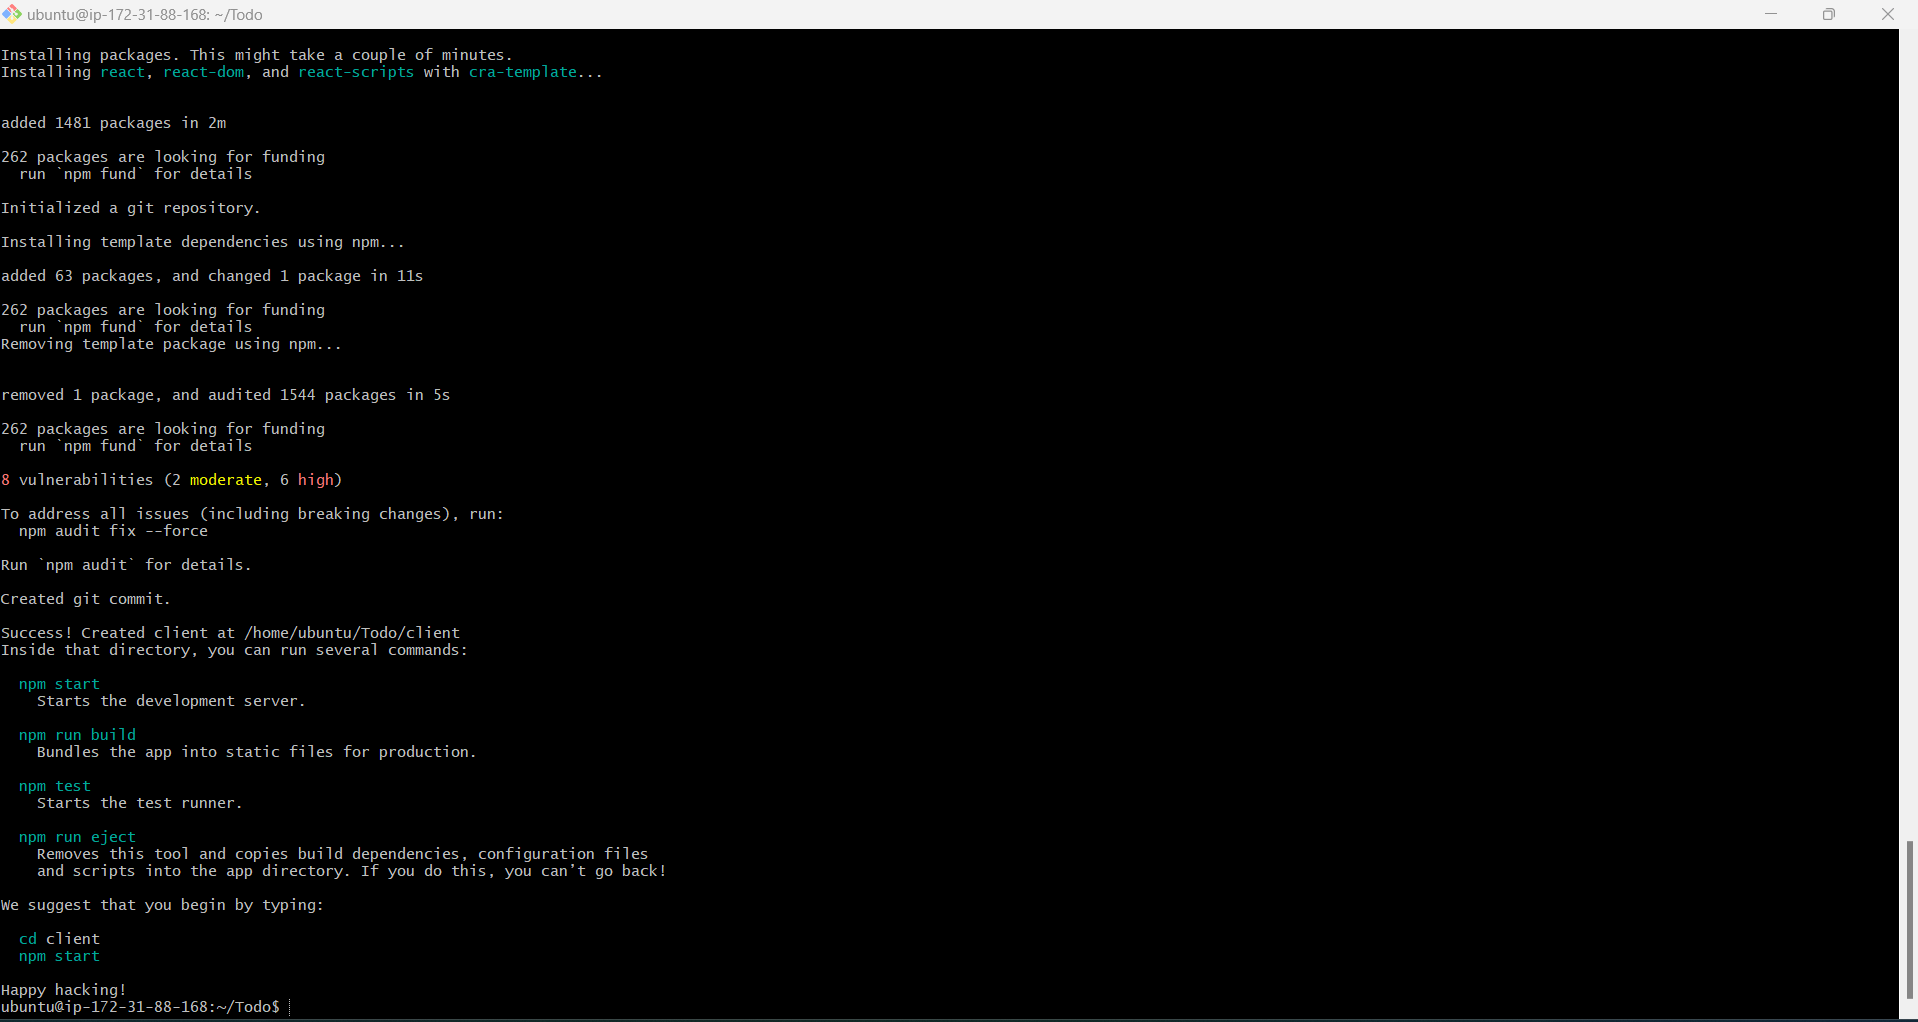 ubuntu@ip-172-31-88-168: ~/Todo
Installing packages. This might take a couple of minutes.
Installing react, react-dom, and react-scripts with cra-template...
added 1481 packages in 2m
262 packages are looking for funding
  run `npm fund` for details
Initialized a git repository.
Installing template dependencies using npm...
added 63 packages, and changed 1 package in 11s
262 packages are looking for funding
  run `npm fund` for details
Removing template package using npm...
removed 1 package, and audited 1544 packages in 5s
262 packages are looking for funding
  run `npm fund` for details
8 vulnerabilities (2 moderate, 6 high)
To address all issues (including breaking changes), run:
  npm audit fix --force
Run `npm audit` for details.
Created git commit.
Success! Created client at /home/ubuntu/Todo/client
Inside that directory, you can run several commands:
  npm start
    Starts the development server.
  npm run build
    Bundles the app into static files for production.
  npm test
    Starts the test runner.
  npm run eject
    Removes this tool and copies build dependencies, configuration files
    and scripts into the app directory. If you do this, you can't go back!
We suggest that you begin by typing:
  cd client
  npm start
Happy hacking!
ubuntu@ip-172-31-88-168:~/Todo$